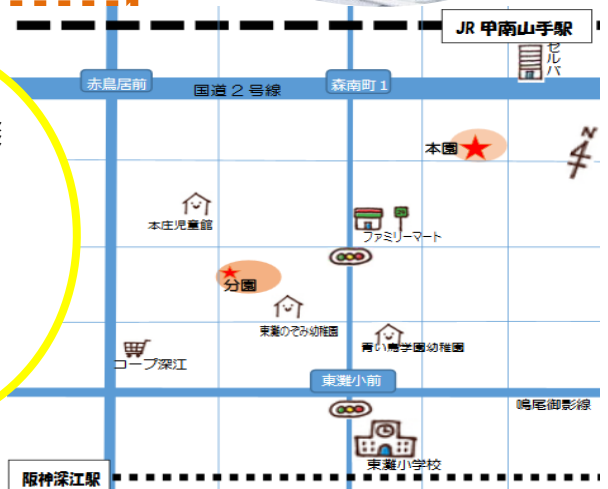 JR 甲南山手駅
セルバ
赤鳥居前
国道２号線
森南町１
本園
N
本庄児童館
ファミリーマート
分園
東灘のぞみ幼稚園
青い鳥学園幼稚園
コープ深江
東灘小前
鳴尾御影線
東灘小学校
阪神深江駅